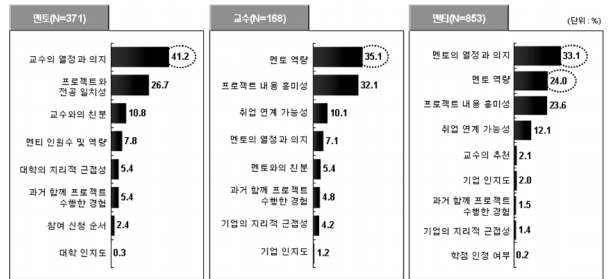 멘토(N=371)
교수의 열정과 의지 41.2
프로젝트와
전공 일치성 26.7
교수와의 친분 10.8
멘티 인원수 및 역량 7.8
대학의 지리적 근접성 5.4
과거 함께 프로젝트
수행한 경험 5.4
참여 신청 순서 2.4
대학 인지도 0.3
교수(N=168)
멘토 역량 35.1
프로젝트 내용 흥미성 32.1
취업 연계 가능성 10.1
멘토의 열정과 의지 7.1
멘토와의 친분 5.4
과거 함께 프로젝트
수행한 경험 4.8
기업의 지리적 근접성 4.2
기업 인지도 1.2
멘티(N=853)
(단위 : %)
멘토의 열정과 의지 33.1
멘토 역량 24.0
프로젝트 내용 흥미성 23.6
취업 연계 가능성 12.1
교수의 추천 2.1
기업 인지도 2.0
과거 함께 프로젝트
수행한 경험 1.5
기업의 지리적 근접성 1.4
학점 인정 여부 0.2